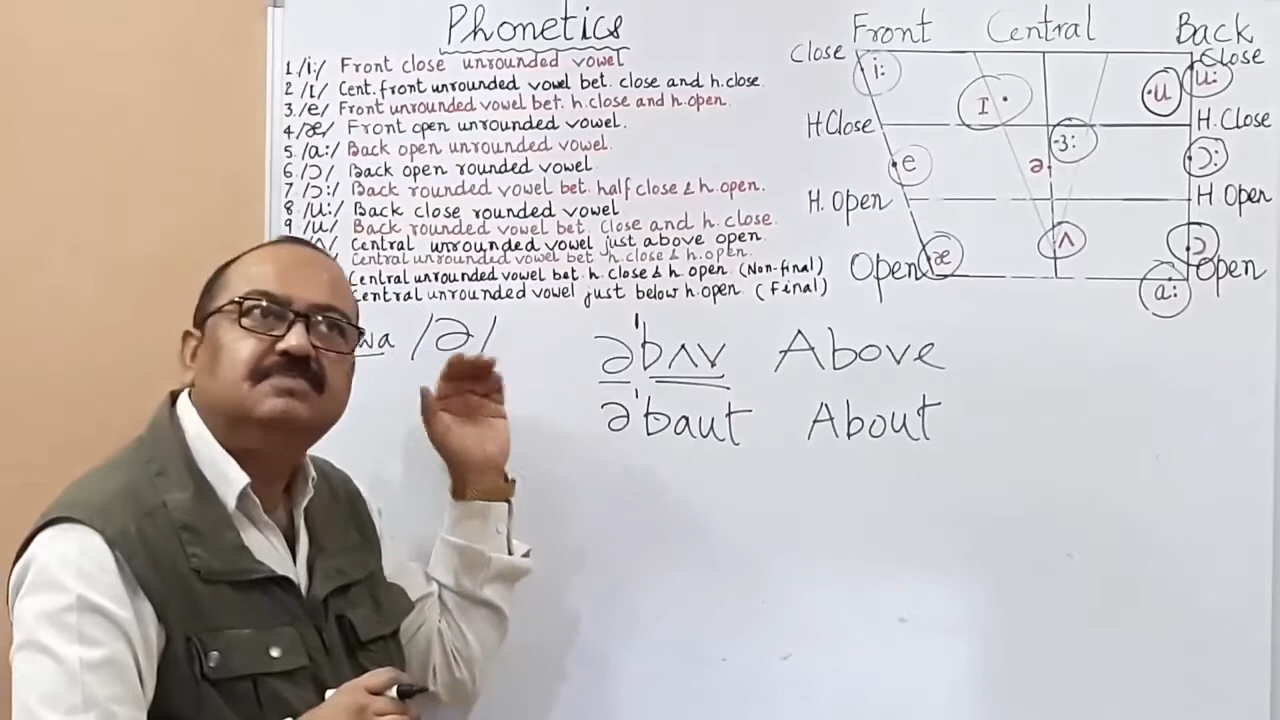 Phonetics
1 /i:/ Front close unrounded vowel
2 /ɪ/ Cent. front unrounded vowel bet. close and h.close.
3. /e/ Front unrounded vowel bet. h.close and h.open.
4. /æ/ Front open unrounded vowel.
5. /a:/ Back open unrounded vowel.
6. /ɔ/ Back open rounded vowel.
7. /ɔ:/ Back rounded vowel bet. half close & h.open.
8 /u:/ Back close rounded vowel
9 /u/ Back rounded vowel bet. close and h. close.
/ʌ/ Central unrounded vowel just above open.
Central unrounded vowel bet. h.close & h.open.
Central unrounded vowel bet. h. close & h. open. (Non-final)
Central unrounded vowel just below h.open. (Final)
wa /ə/
ə'bʌv Above
ə'baut About
Front Central Back
Close Close
i: I u u:
H.Close H.Close
e ə ɜ: ɔ:
H. Open H Open
æ ʌ ɔ
Open Open
a: